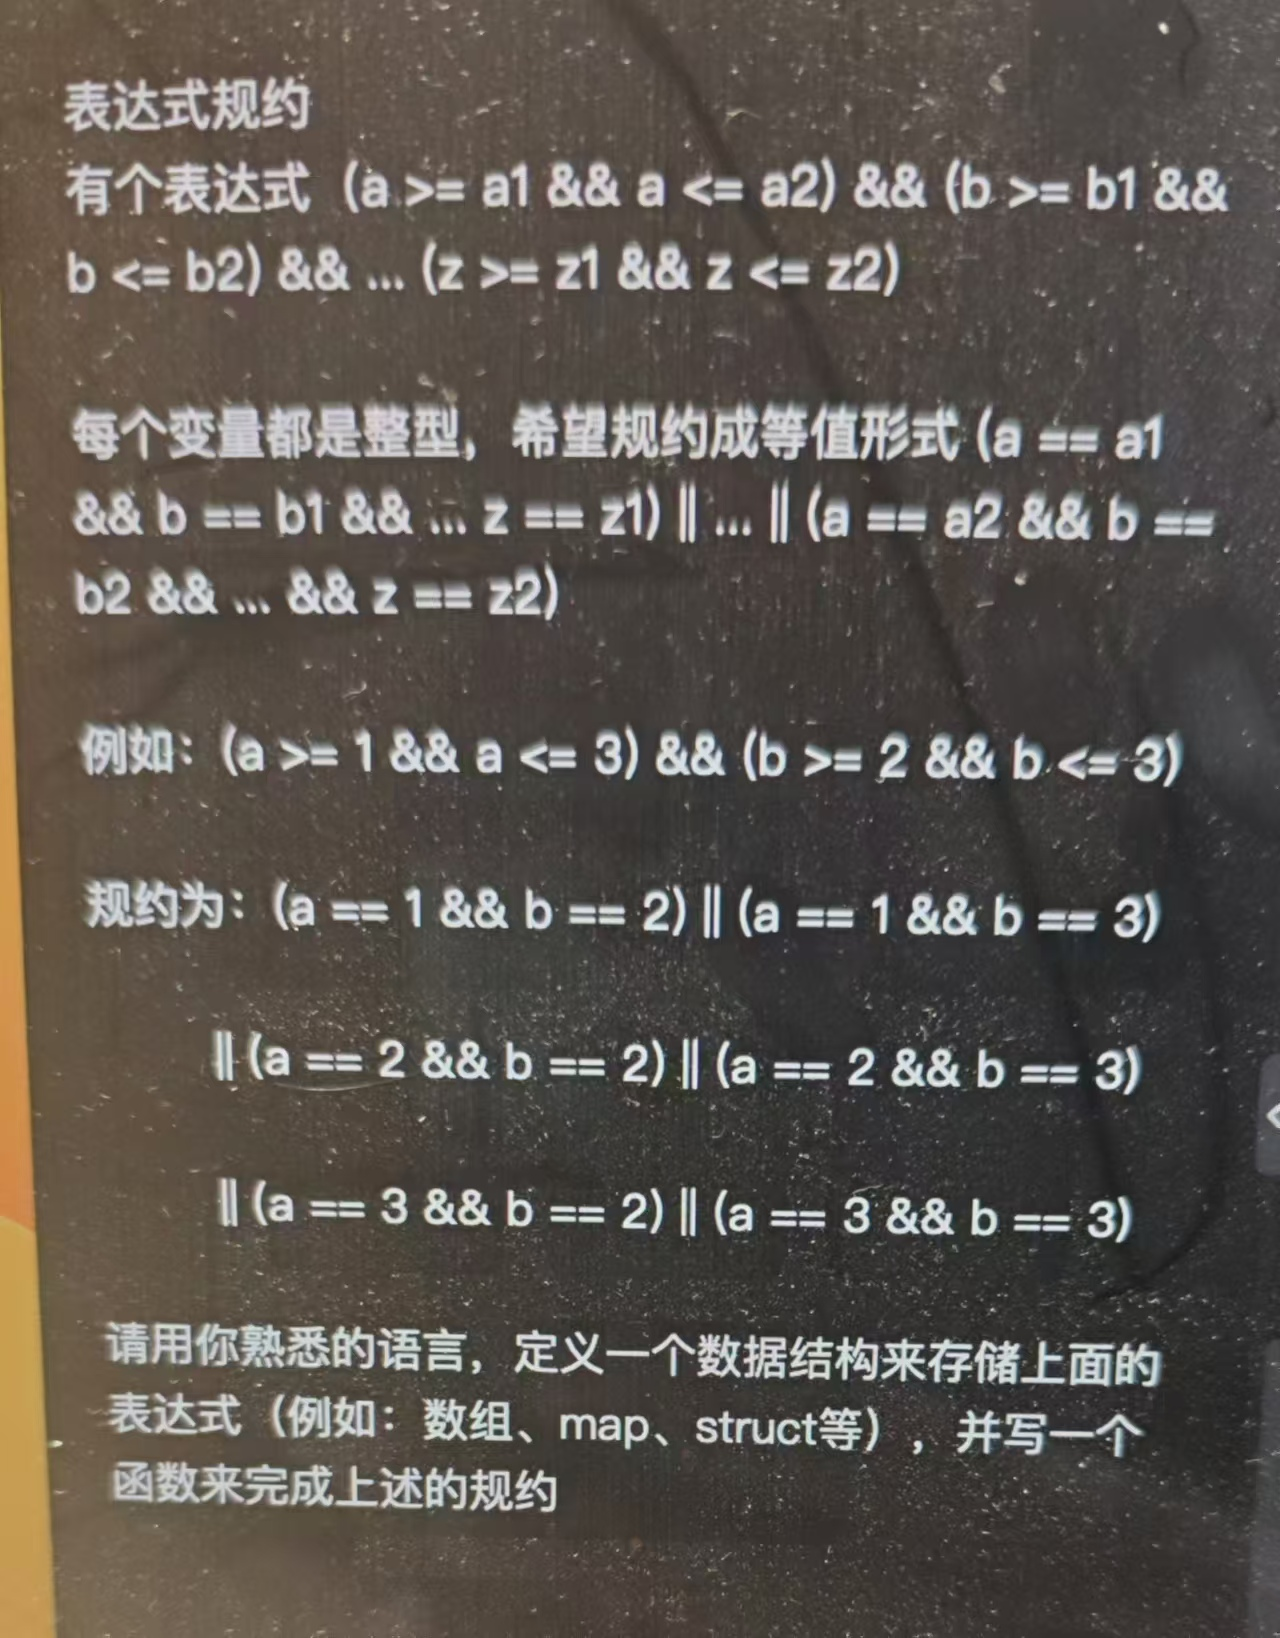 表达式规约
有个表达式（a >= a1 && a <= a2) && (b >= b1 &&
b <= b2) && ... (z >= z1 && z <= z2)
每个变量都是整型，希望规约成等值形式 (a == a1
&& b == b1 && ... z == z1) || ... || (a == a2 && b ==
b2 && ... && z == z2)
例如：(a >= 1 && a <= 3) && (b >= 2 && b <= 3)
规约为：(a == 1 && b == 2) || (a == 1 && b == 3)
|| (a == 2 && b == 2) || (a == 2 && b == 3)
|| (a == 3 && b == 2) || (a == 3 && b == 3)
请用你熟悉的语言，定义一个数据结构来存储上面的
表达式（例如：数组、map、struct等），并写一个
函数来完成上述的规约